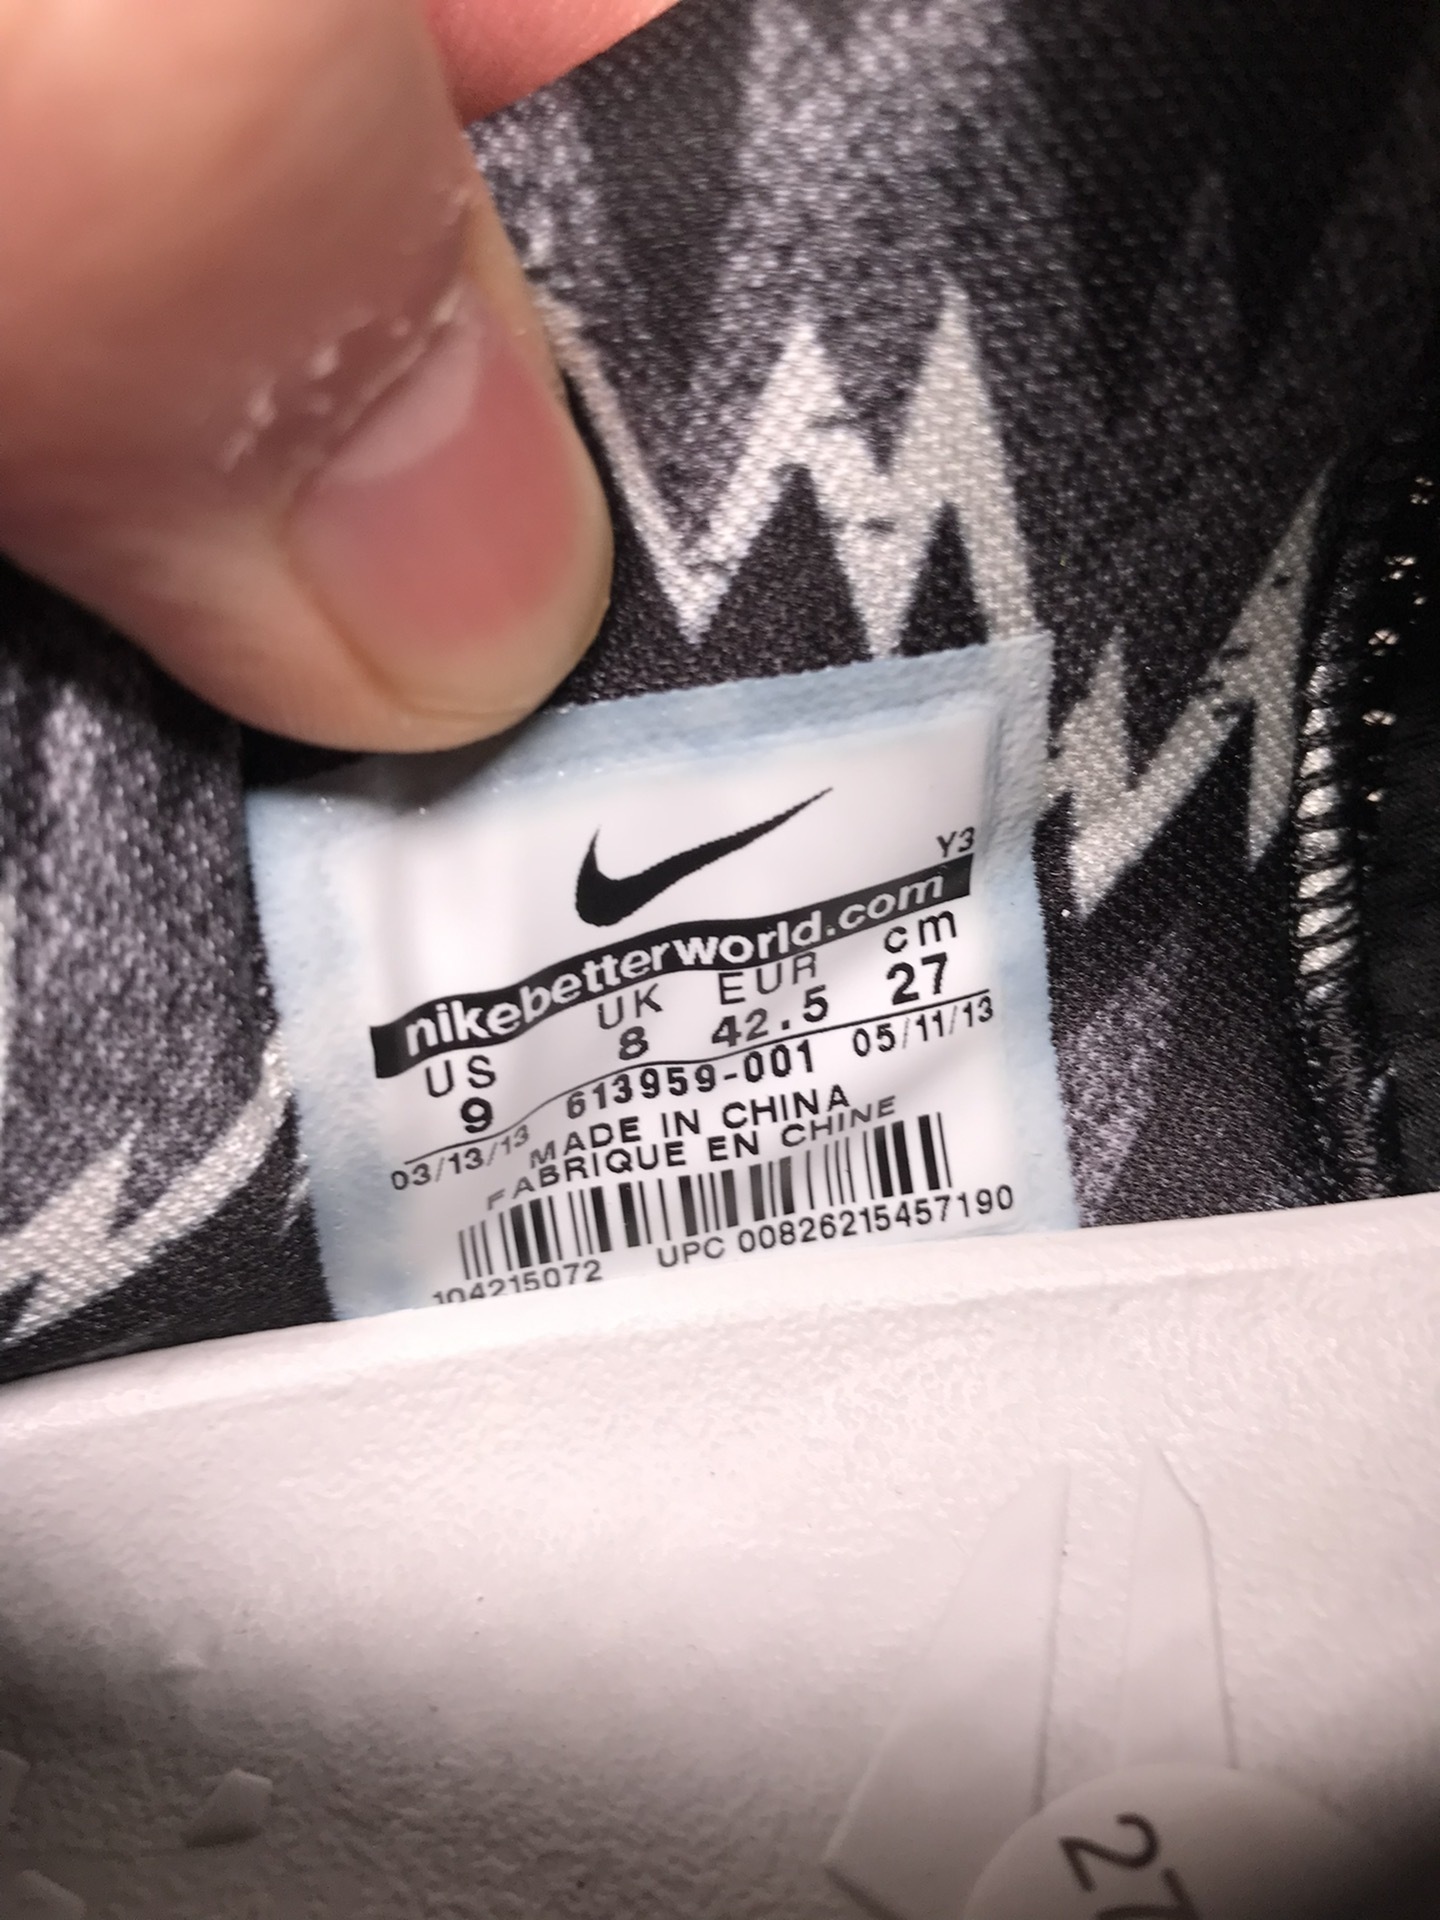 Y3
nikebetterworld.com
US UK EUR cm
9 8 42.5 27
03/13/13 613959-001 05/11/13
MADE IN CHINA
FABRIQUE EN CHINE
104215072 UPC 00826215457190
27